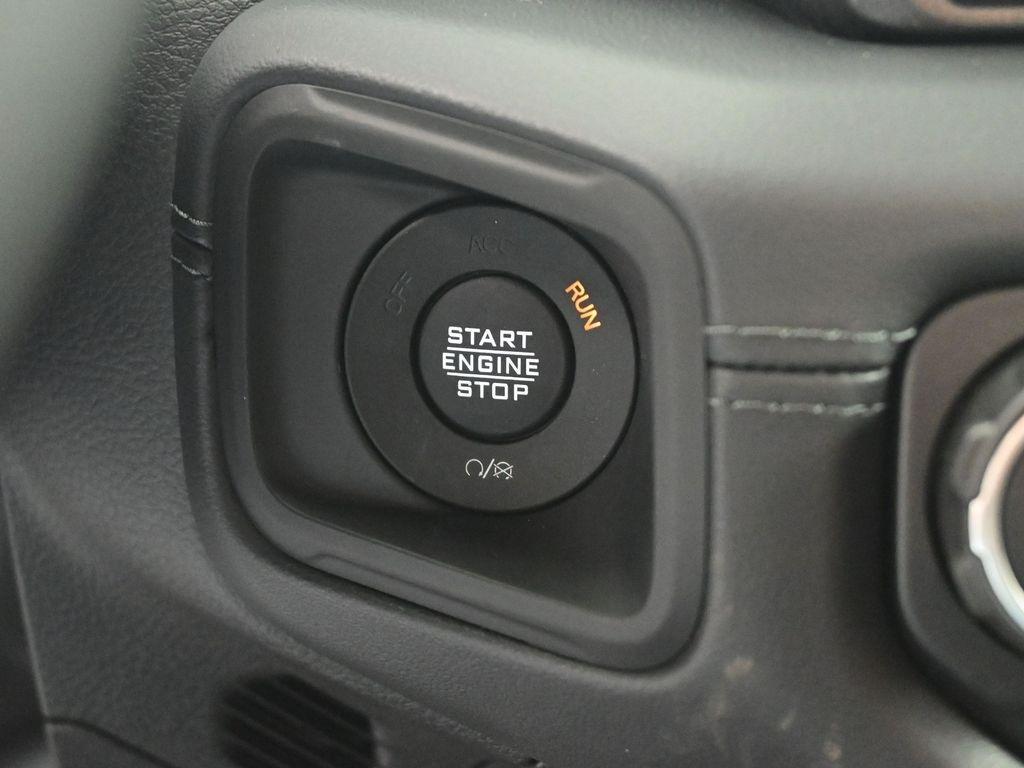 ACC
OFF
RUN
START
ENGINE
STOP